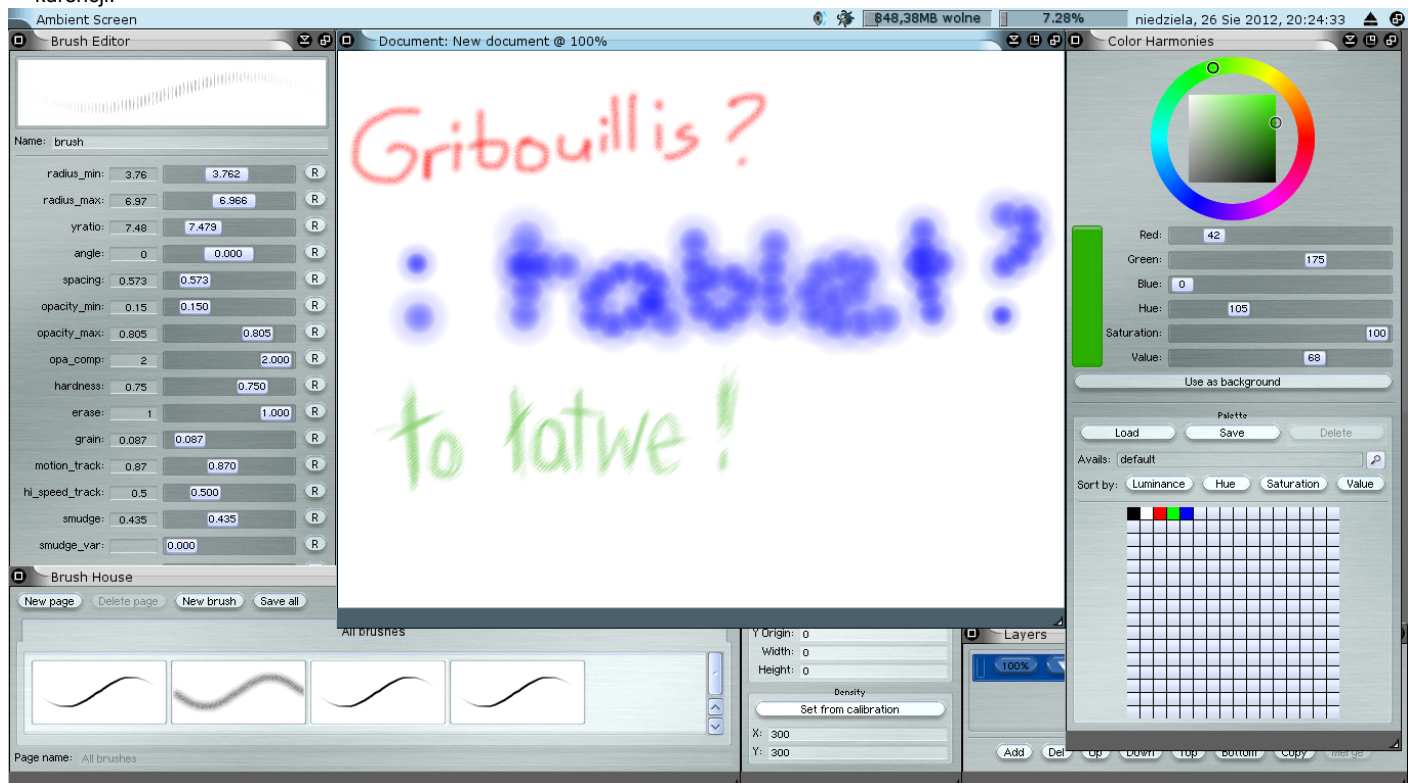 Ambient Screen
848,38MB wolne
7.28%
niedziela, 26 Sie 2012, 20:24:33
Brush Editor
Name: brush
radius_min: 3.76 3.762 R
radius_max: 6.97 6.966 R
yratio: 7.48 7.479 R
angle: 0 0.000 R
spacing: 0.573 0.573 R
opacity_min: 0.15 0.150 R
opacity_max: 0.805 0.805 R
opa_comp: 2 2.000 R
hardness: 0.75 0.750 R
erase: 1 1.000 R
grain: 0.087 0.087 R
motion_track: 0.87 0.870 R
hi_speed_track: 0.5 0.500 R
smudge: 0.435 0.435 R
smudge_var: 0.000 R
Document: New document @ 100%
Gribouillis?
: tablet?
to łatwe!
Color Harmonies
Red: 42
Green: 175
Blue: 0
Hue: 105
Saturation: 100
Value: 68
Use as background
Palette
Load Save Delete
Avails: default
Sort by: Luminance Hue Saturation Value
Brush House
New page Delete page New brush Save all
All brushes
Page name: All brushes
Y Origin: 0
Width: 0
Height: 0
Density
Set from calibration
X: 300
Y: 300
Layers
100%
Add Del Up Down Top Bottom Copy Merge